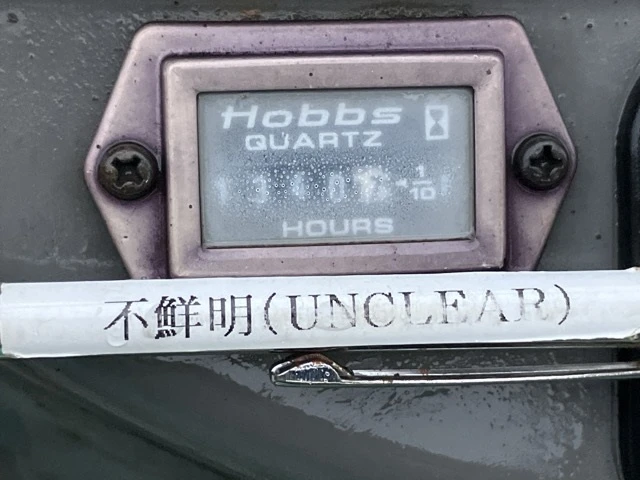 Hobbs
QUARTZ
1/10
HOURS
不鮮明(UNCLEAR)